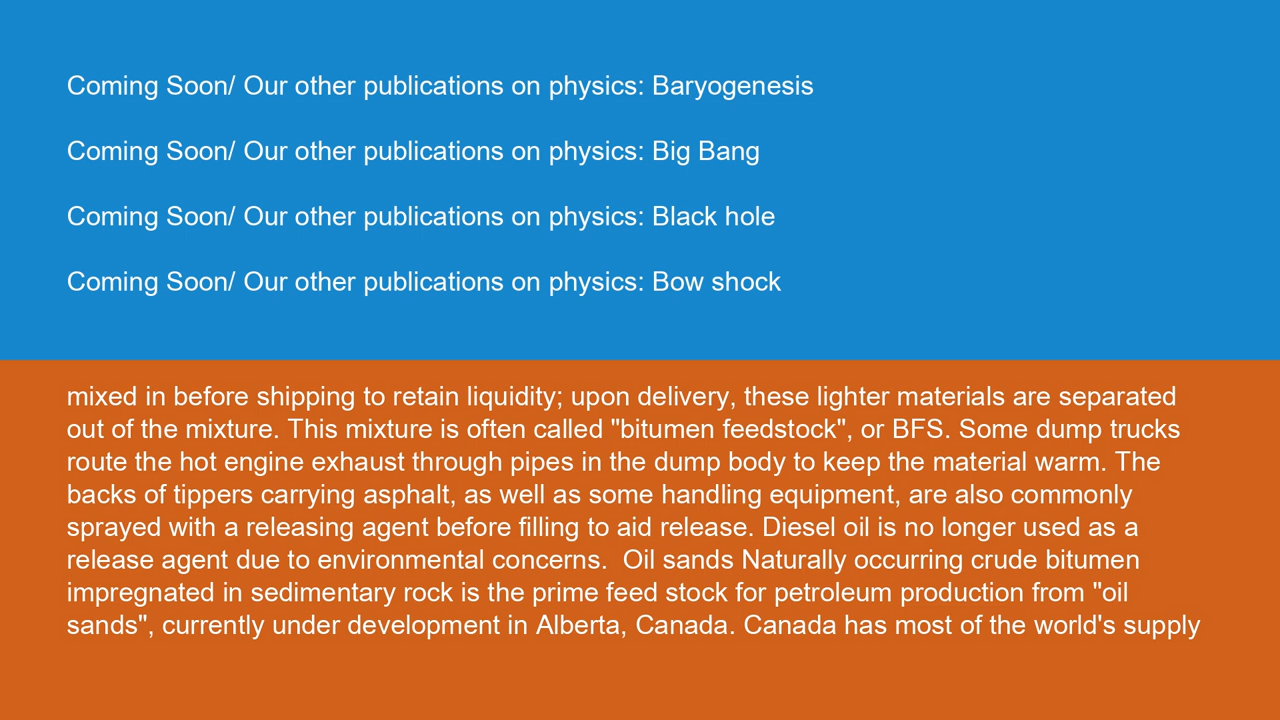 Coming Soon/ Our other publications on physics: Baryogenesis
Coming Soon/ Our other publications on physics: Big Bang
Coming Soon/ Our other publications on physics: Black hole
Coming Soon/ Our other publications on physics: Bow shock
mixed in before shipping to retain liquidity; upon delivery, these lighter materials are separated
out of the mixture. This mixture is often called "bitumen feedstock", or BFS. Some dump trucks
route the hot engine exhaust through pipes in the dump body to keep the material warm. The
backs of tippers carrying asphalt, as well as some handling equipment, are also commonly
sprayed with a releasing agent before filling to aid release. Diesel oil is no longer used as a
release agent due to environmental concerns.  Oil sands Naturally occurring crude bitumen
impregnated in sedimentary rock is the prime feed stock for petroleum production from "oil
sands", currently under development in Alberta, Canada. Canada has most of the world's supply